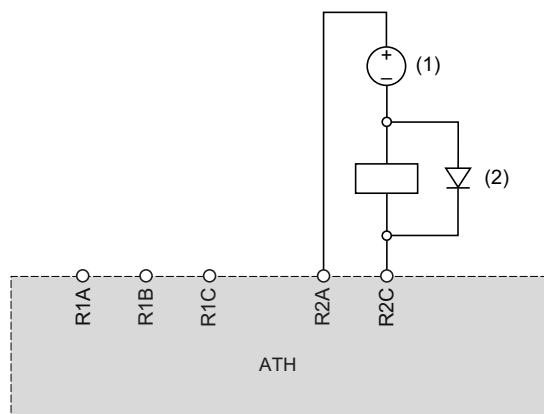 +
(1)
−
(2)
R1A
R1B
R1C
R2A
R2C
ATH